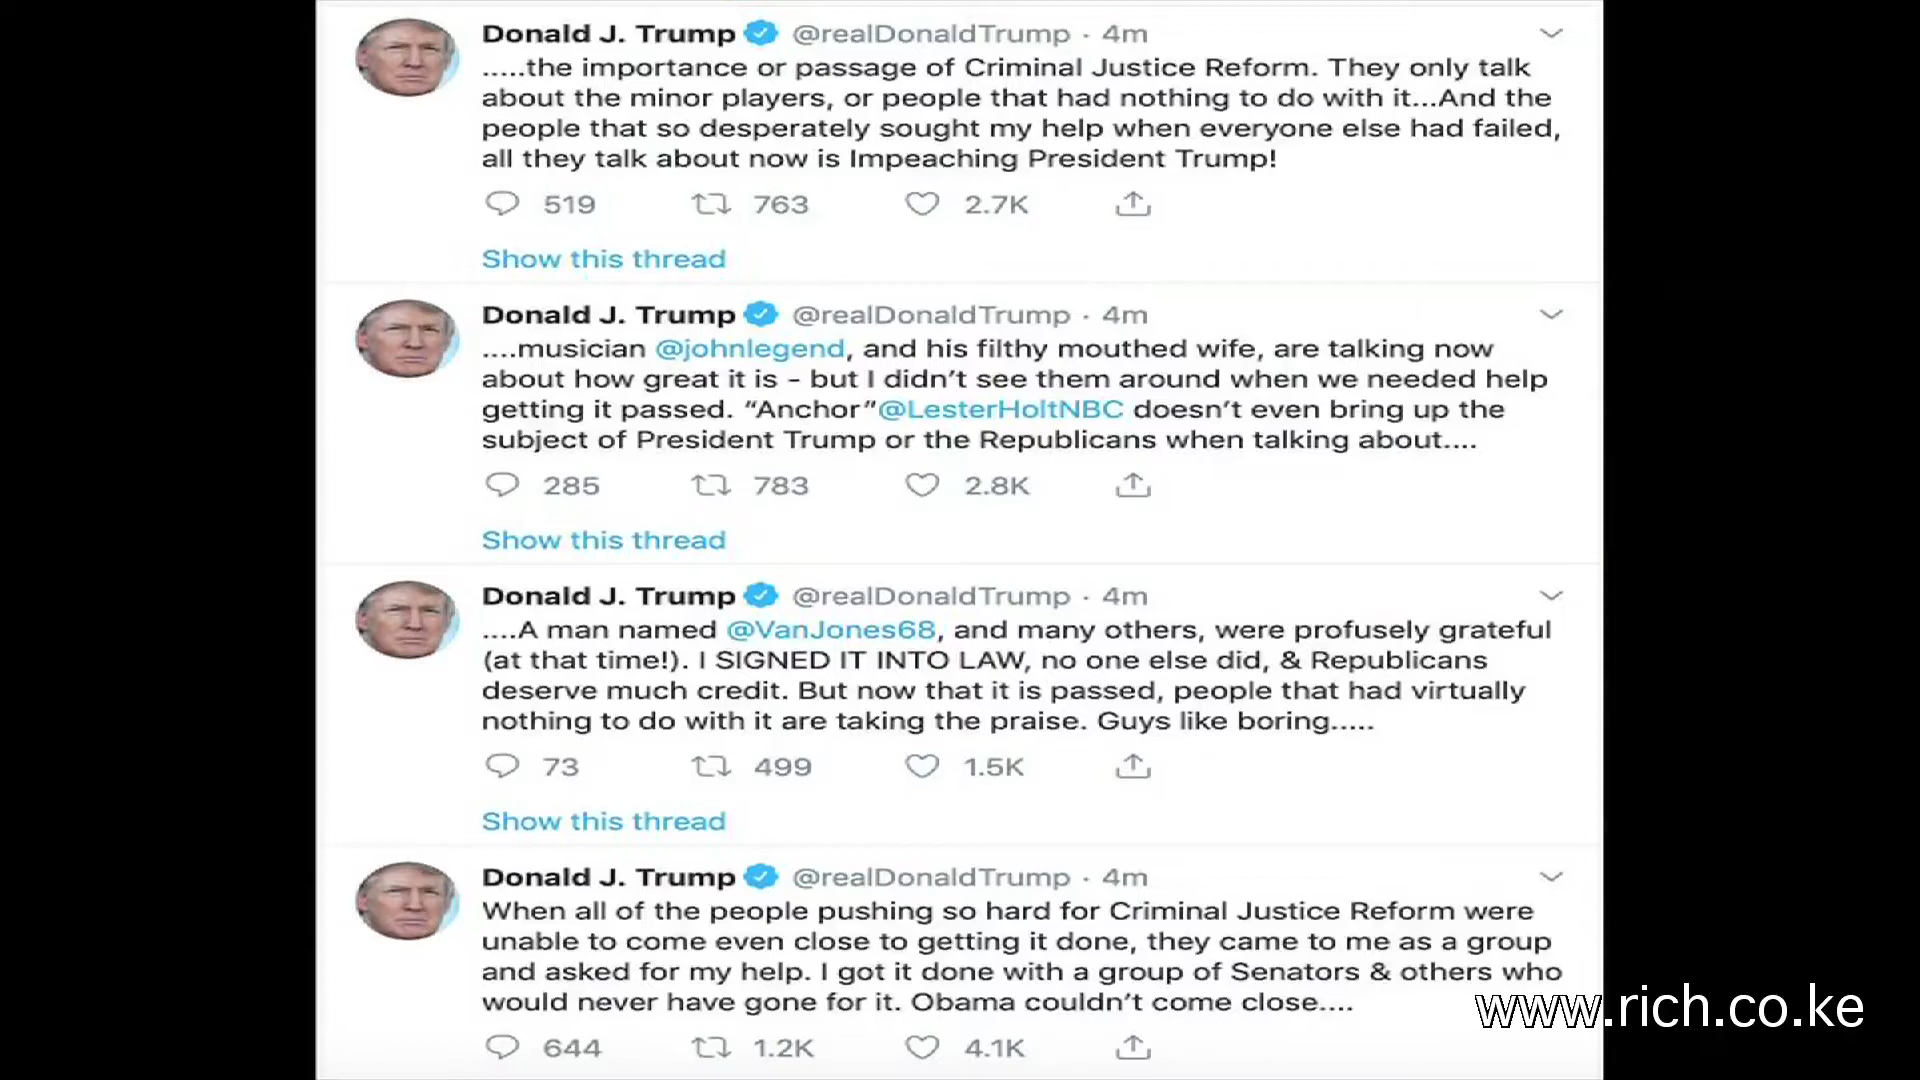 Donald J. Trump @realDonaldTrump · 4m
.....the importance or passage of Criminal Justice Reform. They only talk
about the minor players, or people that had nothing to do with it...And the
people that so desperately sought my help when everyone else had failed,
all they talk about now is Impeaching President Trump!
519 763 2.7K
Show this thread
Donald J. Trump @realDonaldTrump · 4m
....musician @johnlegend, and his filthy mouthed wife, are talking now
about how great it is – but I didn't see them around when we needed help
getting it passed. “Anchor”@LesterHoltNBC doesn't even bring up the
subject of President Trump or the Republicans when talking about....
285 783 2.8K
Show this thread
Donald J. Trump @realDonaldTrump · 4m
....A man named @VanJones68, and many others, were profusely grateful
(at that time!). I SIGNED IT INTO LAW, no one else did, & Republicans
deserve much credit. But now that it is passed, people that had virtually
nothing to do with it are taking the praise. Guys like boring.....
73 499 1.5K
Show this thread
Donald J. Trump @realDonaldTrump · 4m
When all of the people pushing so hard for Criminal Justice Reform were
unable to come even close to getting it done, they came to me as a group
and asked for my help. I got it done with a group of Senators & others who
would never have gone for it. Obama couldn't come close....
644 1.2K 4.1K
www.rich.co.ke